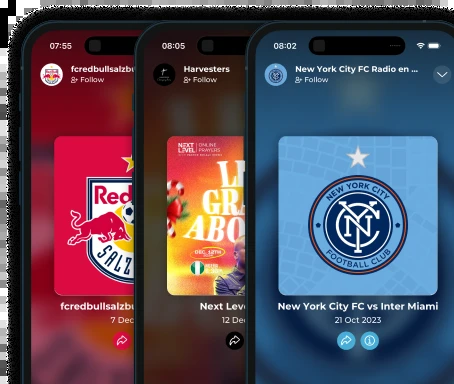 07:55
fcredbullsalzbu
Follow
Red
SALZ
fcredbullsalzbu
7 Dec
08:05
Harvesters
Follow
NEXT LEVEL | ONLINE PRAYERS
LI
GRA
ABO
DEC. 12TH
Next Leve
12 De
08:02
New York City FC Radio en ...
Follow
NEW YORK CITY
NYC
FOOTBALL CLUB
New York City FC vs Inter Miami
21 Oct 2023